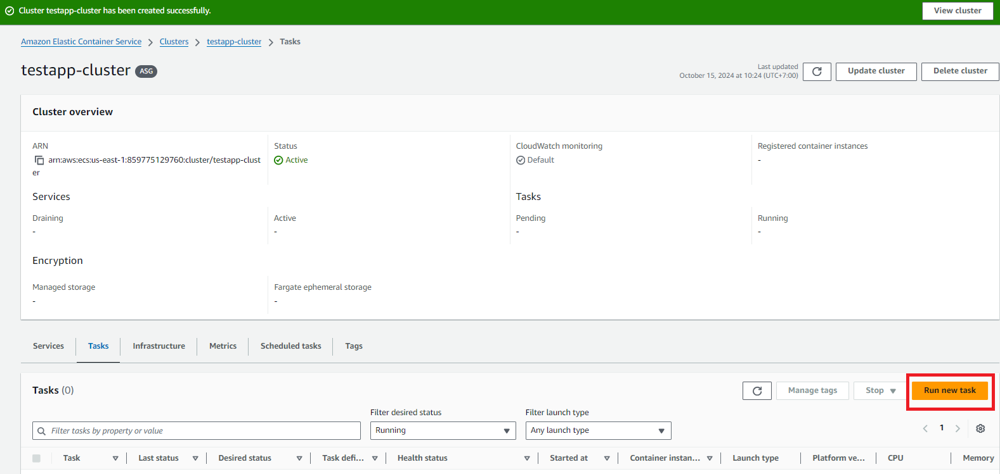 Cluster testapp-cluster has been created successfully.
View cluster
Amazon Elastic Container Service > Clusters > testapp-cluster > Tasks
testapp-cluster ASG
Last updated
October 15, 2024 at 10:24 (UTC+7:00)
Update cluster
Delete cluster
Cluster overview
ARN
arn:aws:ecs:us-east-1:859775129760:cluster/testapp-clust
er
Status
Active
CloudWatch monitoring
Default
Registered container instances
-
Services
Draining
-
Active
-
Tasks
Pending
-
Running
-
Encryption
Managed storage
-
Fargate ephemeral storage
-
Services Tasks Infrastructure Metrics Scheduled tasks Tags
Tasks (0)
Manage tags
Stop
Run new task
Filter tasks by property or value
Filter desired status
Running
Filter launch type
Any launch type
1
Task Last status Desired status Task defi... Health status Started at Container instan... Launch type Platform ve... CPU Memory